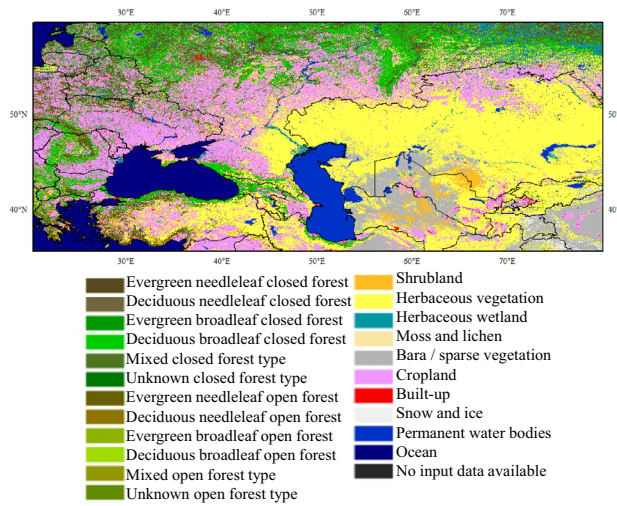 30°E 40°E 50°E 60°E 70°E
50°N 50
40°N 40
30°E 40°E 50°E 60°E 70°E
Evergreen needleleaf closed forest
Deciduous needleleaf closed forest
Evergreen broadleaf closed forest
Deciduous broadleaf closed forest
Mixed closed forest type
Unknown closed forest type
Evergreen needleleaf open forest
Deciduous needleleaf open forest
Evergreen broadleaf open forest
Deciduous broadleaf open forest
Mixed open forest type
Unknown open forest type
Shrubland
Herbaceous vegetation
Herbaceous wetland
Moss and lichen
Bara / sparse vegetation
Cropland
Built-up
Snow and ice
Permanent water bodies
Ocean
No input data available